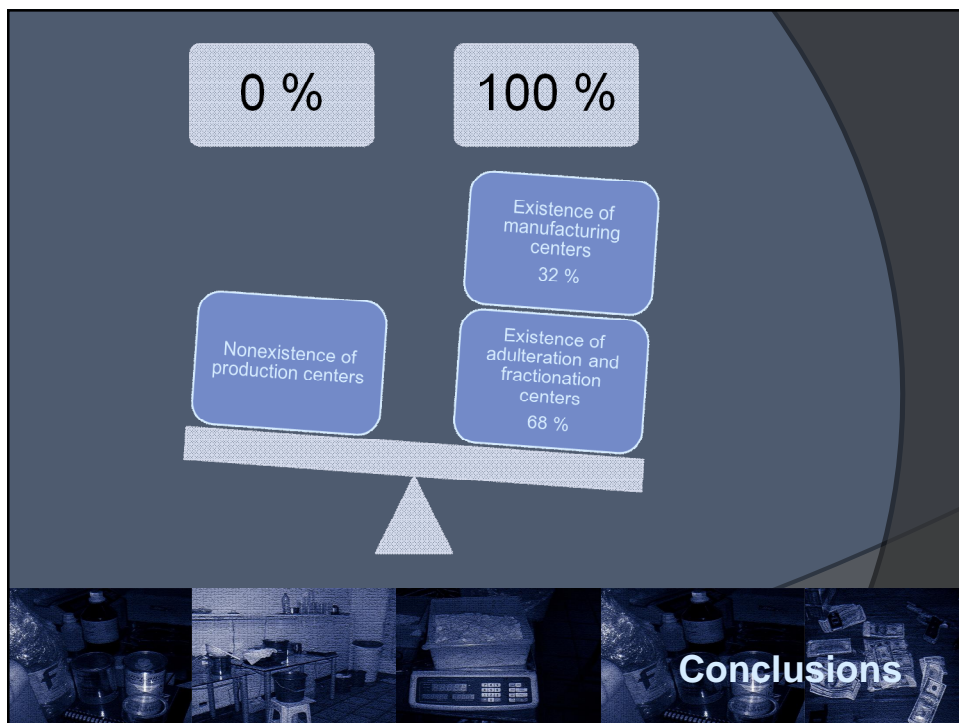 0 %
100 %
Existence of
manufacturing
centers
32 %
Nonexistence of
production centers
Existence of
adulteration and
fractionation
centers
68 %
Conclusions